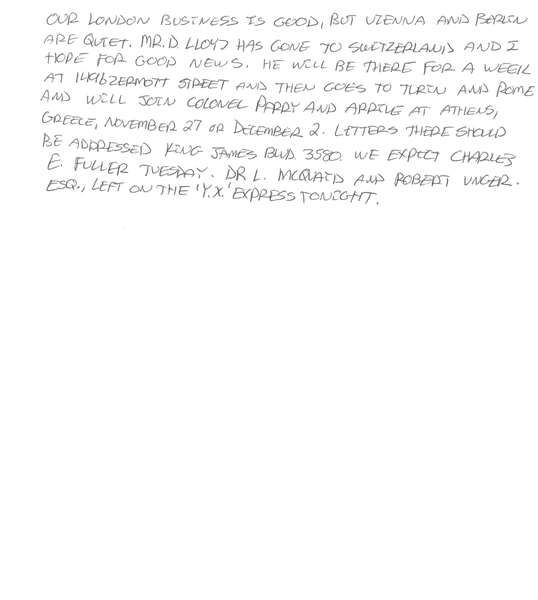 OUR LONDON BUSINESS IS GOOD, BUT VIENNA AND BERLIN
ARE QUIET. MR. D. LLOYD HAS GONE TO SWITZERLAND AND I
HOPE FOR GOOD NEWS. HE WILL BE THERE FOR A WEEK
AT 1496 ZERMOTT STREET AND THEN GOES TO TURIN AND ROME
AND WILL JOIN COLONEL PARRY AND ARRIVE AT ATHENS,
GREECE, NOVEMBER 27 OR DECEMBER 2. LETTERS THERE SHOULD
BE ADDRESSED KING JAMES BLVD. 3580. WE EXPECT CHARLES
E. FULLER TUESDAY. DR L. MCQUAID AND ROBERT UNGER.
ESQ., LEFT ON THE 'Y.X.' EXPRESS TONIGHT.